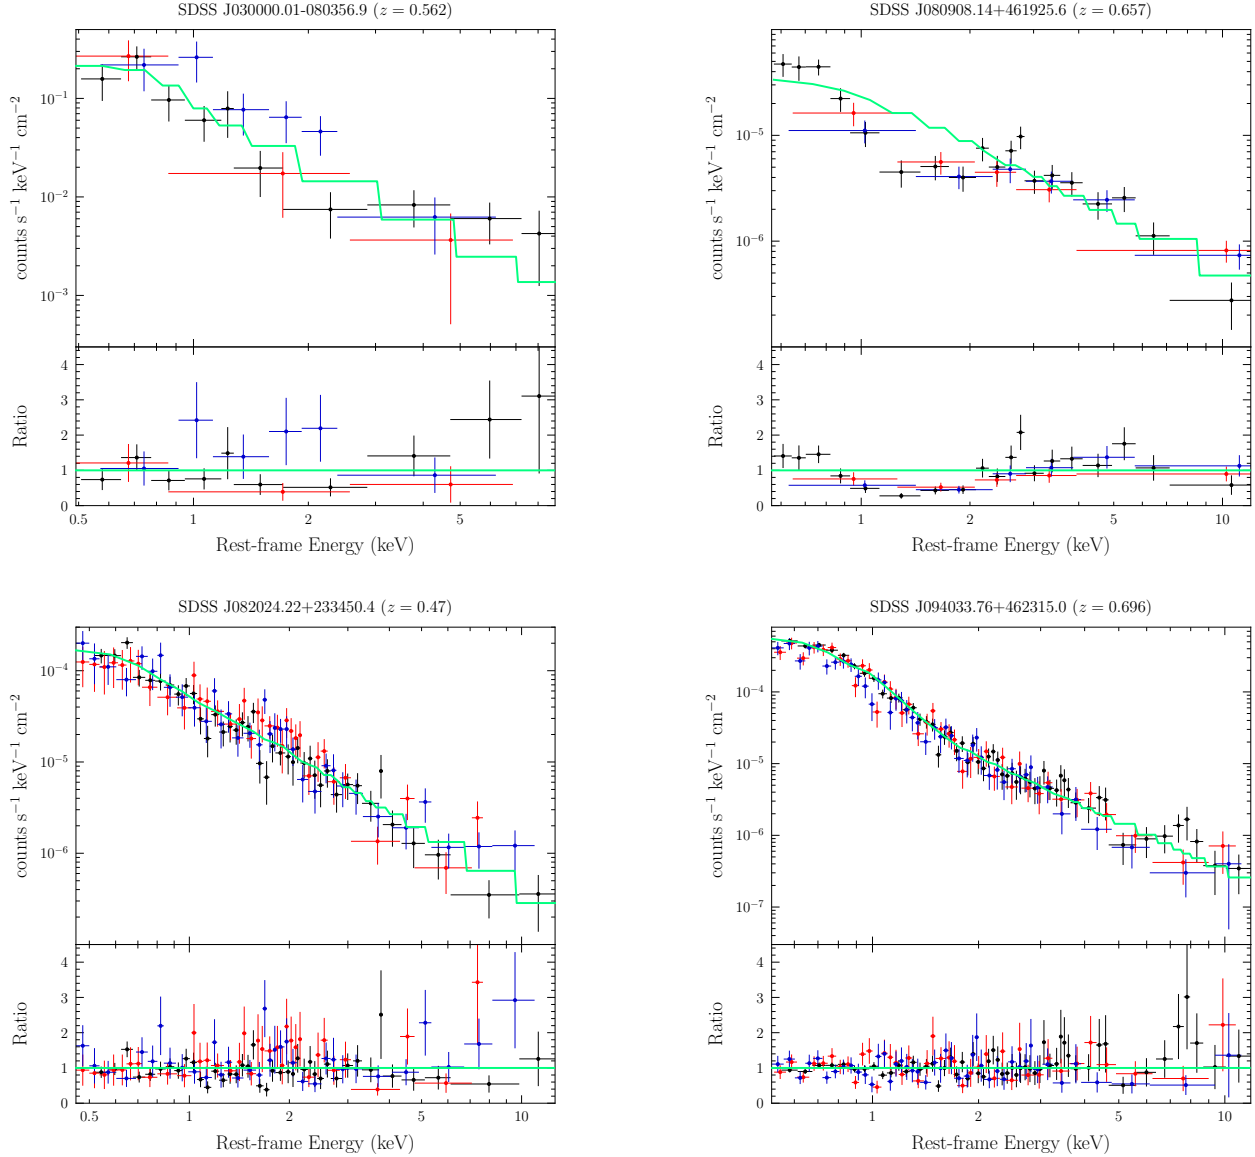 SDSS J030000.01-080356.9 (z = 0.562)
counts s⁻¹ keV⁻¹ cm⁻²
10⁻¹
10⁻²
10⁻³
Ratio
4
3
2
1
0
0.5 1 2 5
Rest-frame Energy (keV)
SDSS J080908.14+461925.6 (z = 0.657)
counts s⁻¹ keV⁻¹ cm⁻²
10⁻⁵
10⁻⁶
Ratio
4
3
2
1
0
1 2 5 10
Rest-frame Energy (keV)
SDSS J082024.22+233450.4 (z = 0.47)
counts s⁻¹ keV⁻¹ cm⁻²
10⁻⁴
10⁻⁵
10⁻⁶
Ratio
4
3
2
1
0
0.5 1 2 5 10
Rest-frame Energy (keV)
SDSS J094033.76+462315.0 (z = 0.696)
counts s⁻¹ keV⁻¹ cm⁻²
10⁻⁴
10⁻⁵
10⁻⁶
10⁻⁷
Ratio
4
3
2
1
0
1 2 5 10
Rest-frame Energy (keV)